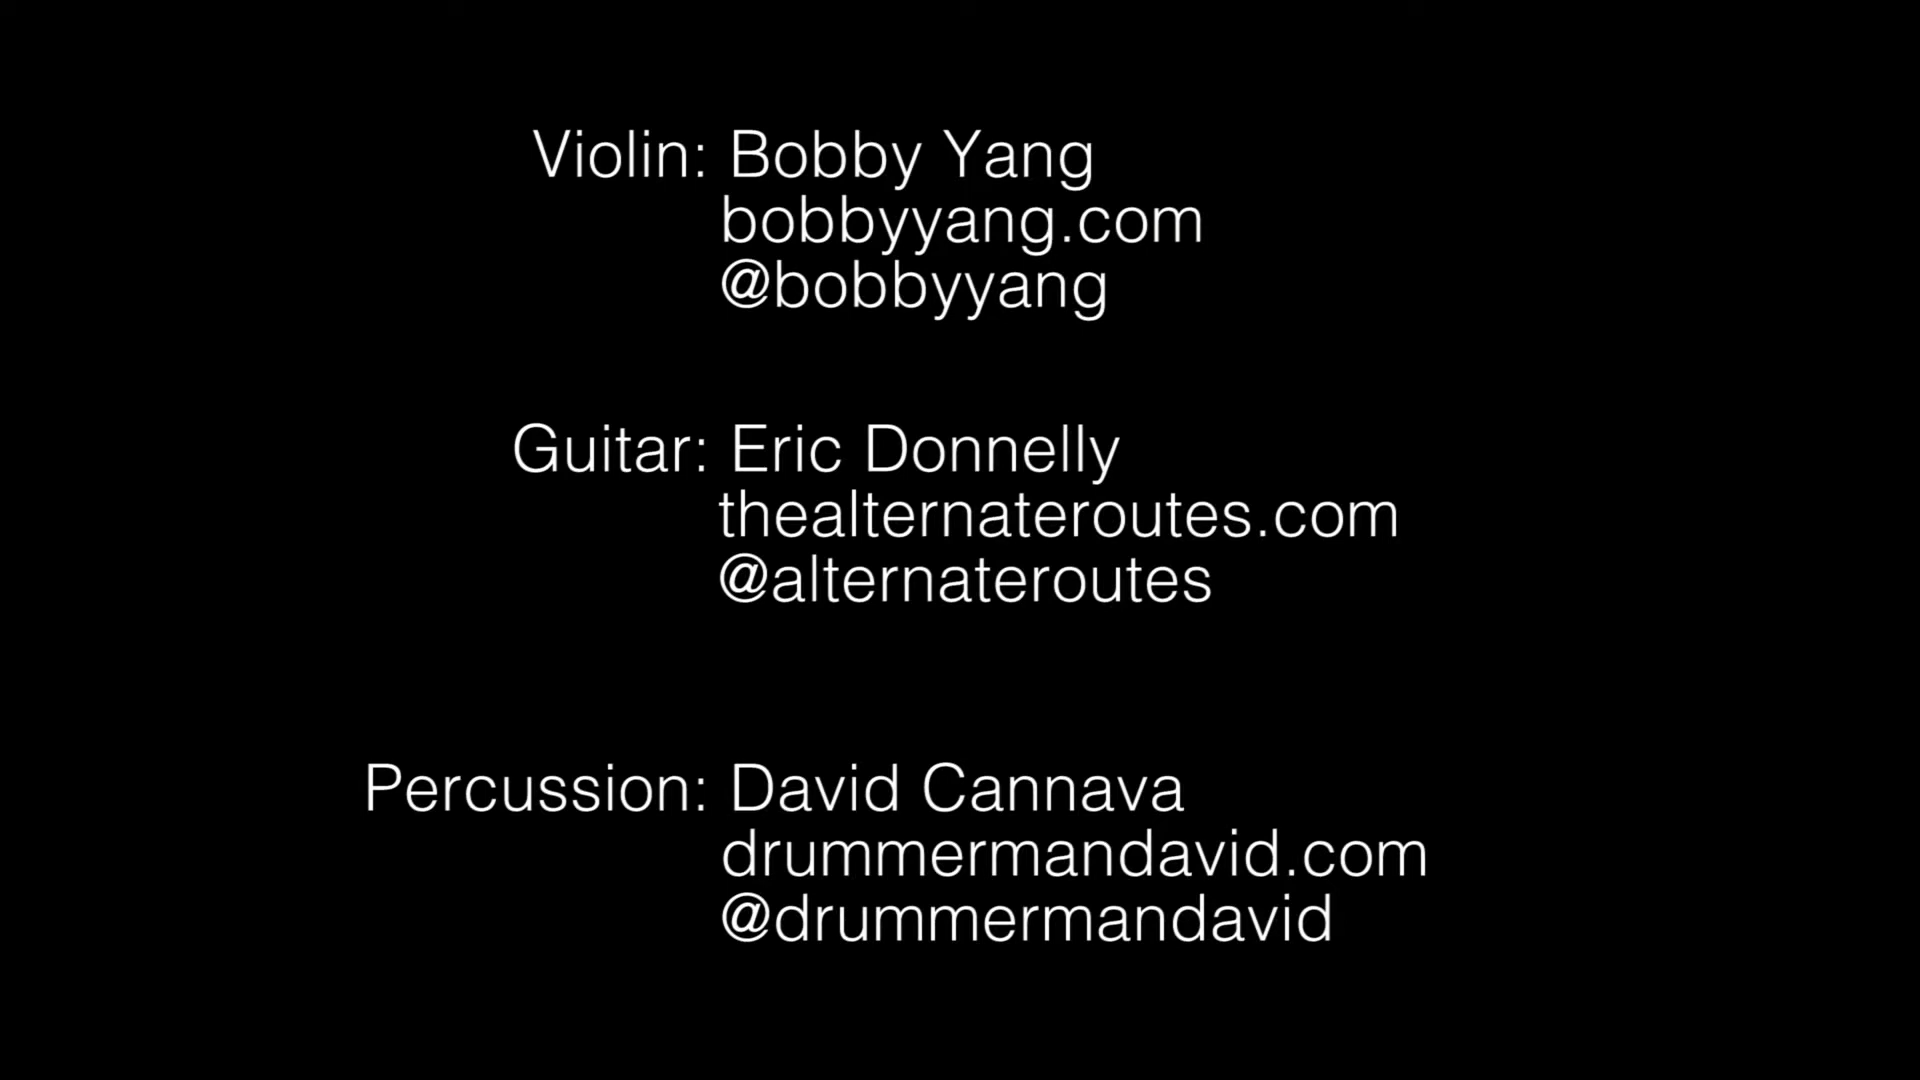 Violin: Bobby Yang
bobbyyang.com
@bobbyyang
Guitar: Eric Donnelly
thealternateroutes.com
@alternateroutes
Percussion: David Cannava
drummermandavid.com
@drummermandavid